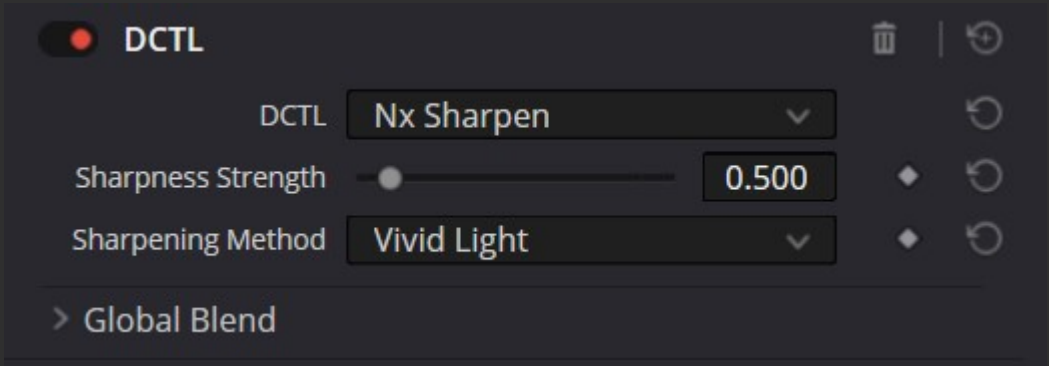 DCTL
DCTL Nx Sharpen
Sharpness Strength 0.500
Sharpening Method Vivid Light
Global Blend